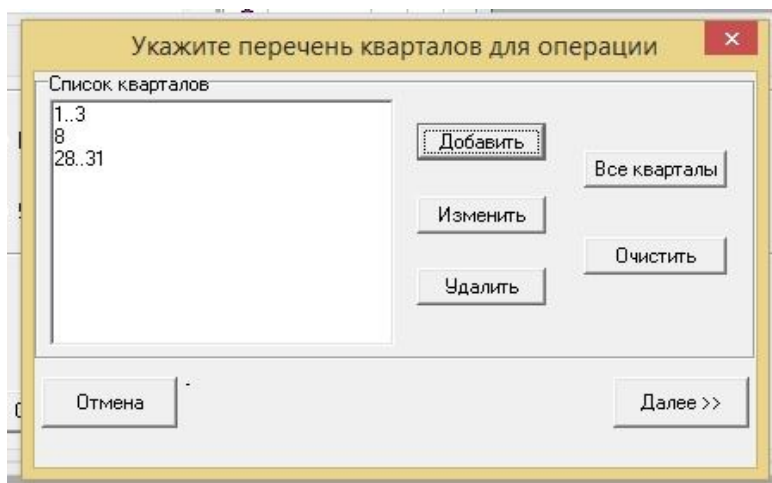 Укажите перечень кварталов для операции
Список кварталов
1..3
8
28..31
Добавить
Все кварталы
Изменить
Очистить
Удалить
Отмена
Далее >>